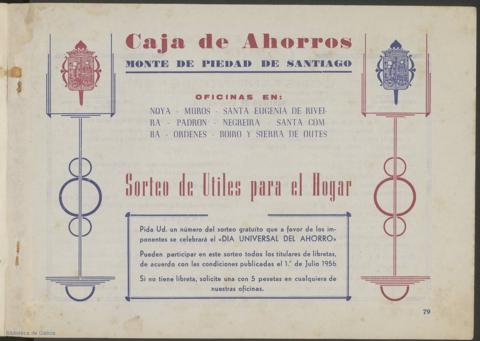 Caja de Ahorros
MONTE DE PIEDAD DE SANTIAGO
OFICINAS EN:
NOYA - MUROS - SANTA EUGENIA DE RIVEI-
RA - PADRON - NEGREIRA - SANTA COM-
BA - ORDENES - BOIRO Y SIERRA DE OUTES
Sorteo de Utiles para el Hogar
Pida Ud. un número del sorteo gratuito que a favor de los im-
ponentes se celebrará el «DIA UNIVERSAL DEL AHORRO»
Pueden participar en este sorteo todos los titulares de libretas,
de acuerdo con las condiciones publicadas el 1.º de Julio 1956
Si no tiene libreta, solicite una con 5 pesetas en cualquiera de
nuestras oficinas.
79
Biblioteca de Galicia